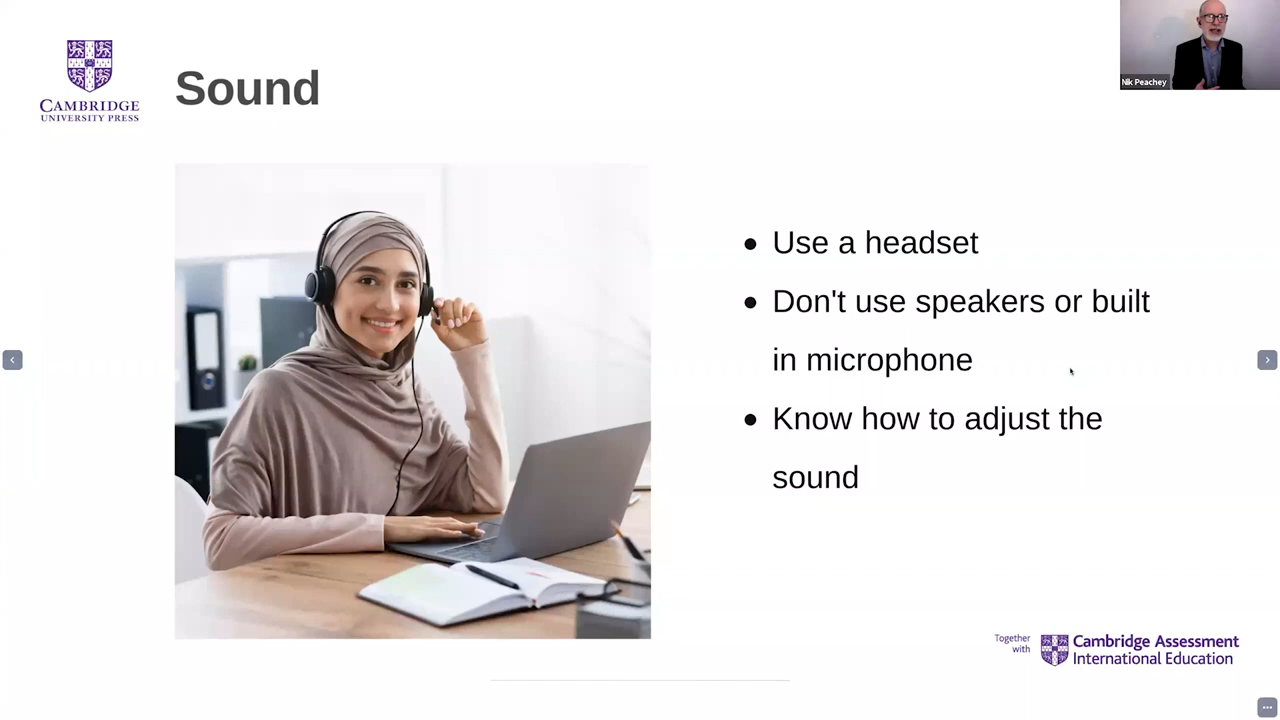 CAMBRIDGE
UNIVERSITY PRESS
Sound
Nik Peachey
Use a headset
Don't use speakers or built
in microphone
Know how to adjust the
sound
Together
with
Cambridge Assessment
International Education